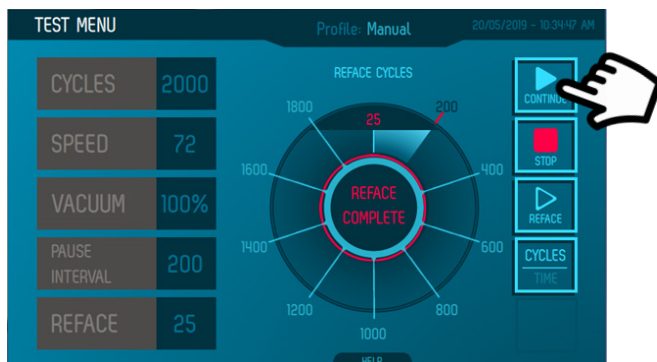 TEST MENU
Profile: Manual
20/05/2019 - 10:34:47 AM
CYCLES 2000
SPEED 72
VACUUM 100%
PAUSE
INTERVAL 200
REFACE 25
REFACE CYCLES
25
200
400
600
800
1000
1200
1400
1600
1800
REFACE
COMPLETE
CONTINUE
STOP
REFACE
CYCLES
TIME
HELP